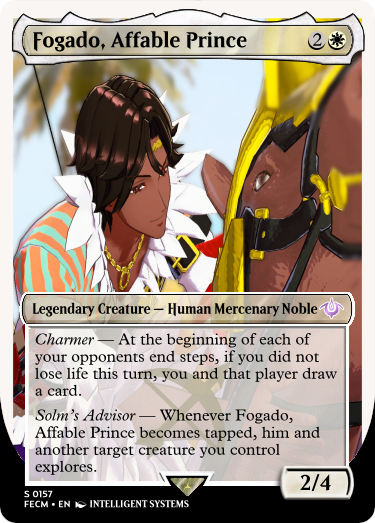 Fogado, Affable Prince 2
Legendary Creature — Human Mercenary Noble
Charmer — At the beginning of each of
your opponents end steps, if you did not
lose life this turn, you and that player draw
a card.
Solm's Advisor — Whenever Fogado,
Affable Prince becomes tapped, him and
another target creature you control
explores.
2/4
S 0157
FECM • EN INTELLIGENT SYSTEMS